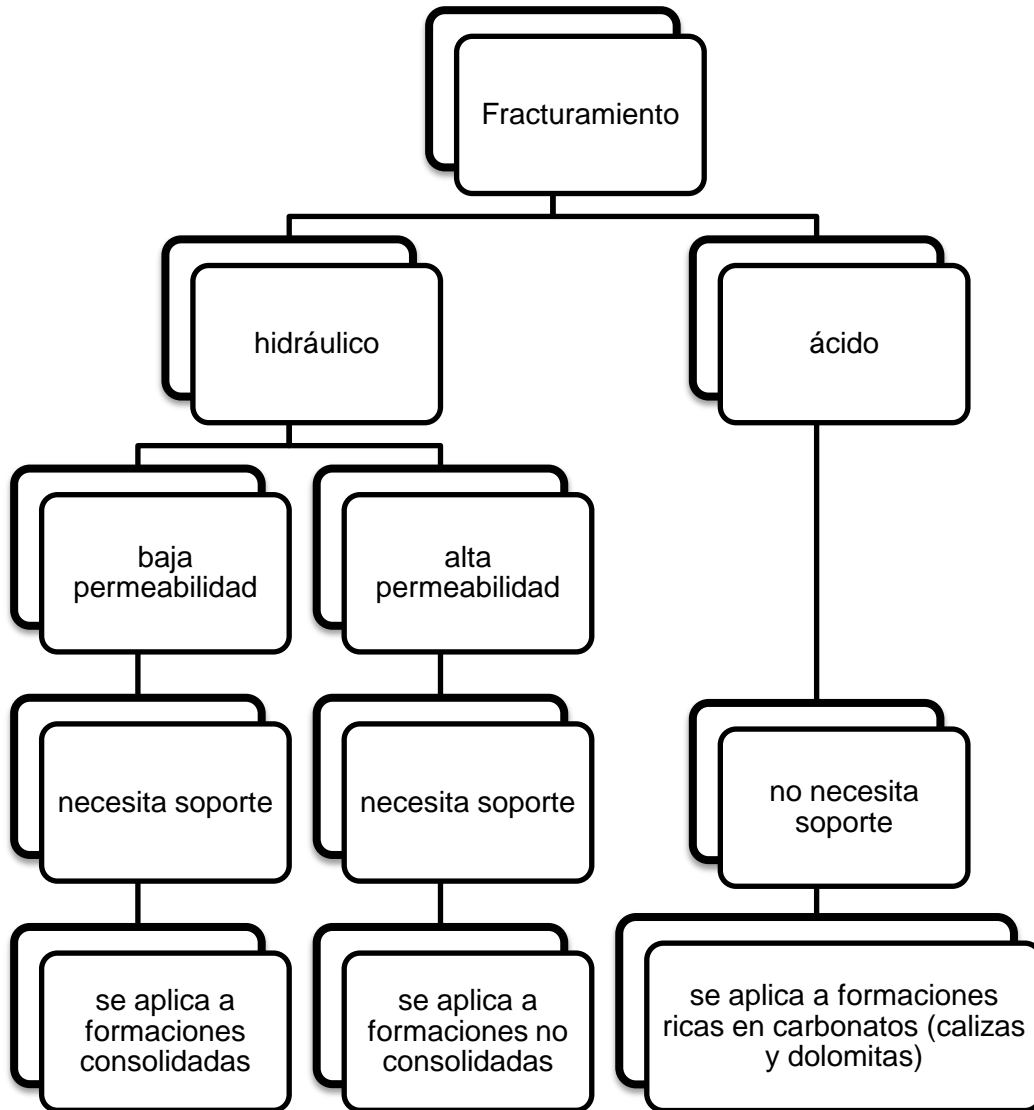 Fracturamiento
hidráulico
ácido
baja
permeabilidad
alta
permeabilidad
necesita soporte
necesita soporte
no necesita
soporte
se aplica a
formaciones
consolidadas
se aplica a
formaciones no
consolidadas
se aplica a formaciones
ricas en carbonatos (calizas
y dolomitas)